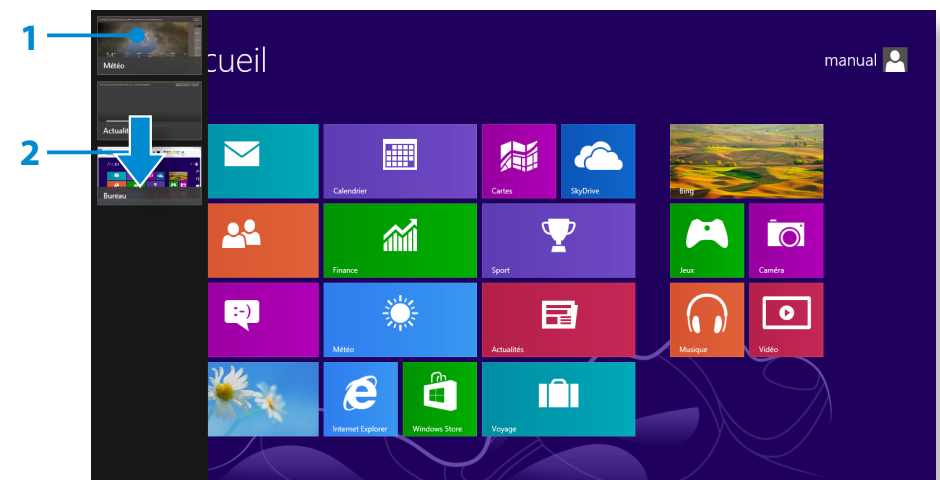 1
Météo
Actualit
2
Bureau
cueil
manual
Calendrier
Cartes
SkyDrive
Bing
Finance
Sport
Jeux
Caméra
:-)
Météo
Actualités
Musique
Vidéo
Internet Explorer
Windows Store
Voyage